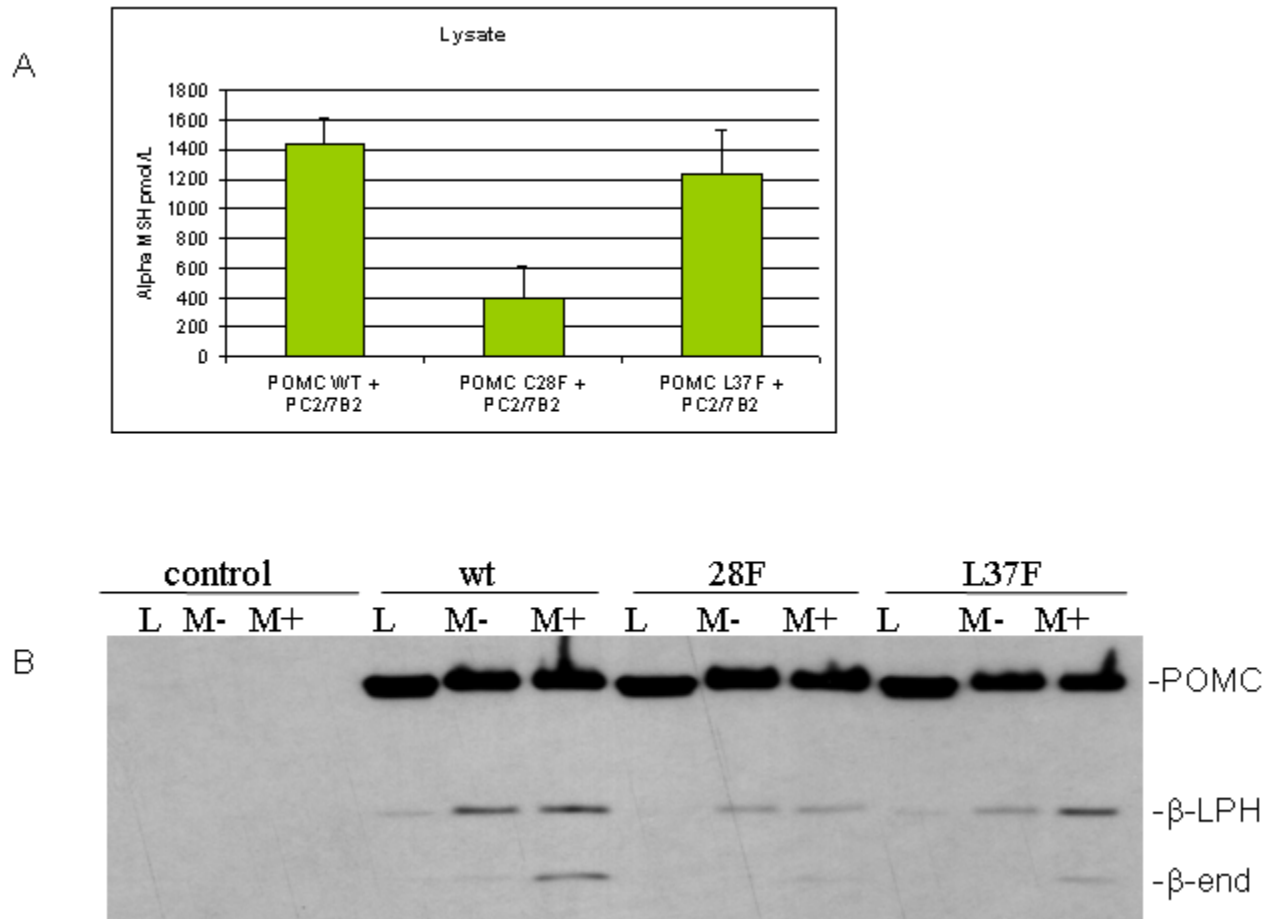 A
Lysate
Alpha MSH pmol/L
1800
1600
1400
1200
1000
800
600
400
200
0
POMC WT +
PC2/7B2
POMC C28F +
PC2/7B2
POMC L37F +
PC2/7B2
control wt 28F L37F
L M- M+ L M- M+ L M- M+ L M- M+
B
-POMC
-β-LPH
-β-end